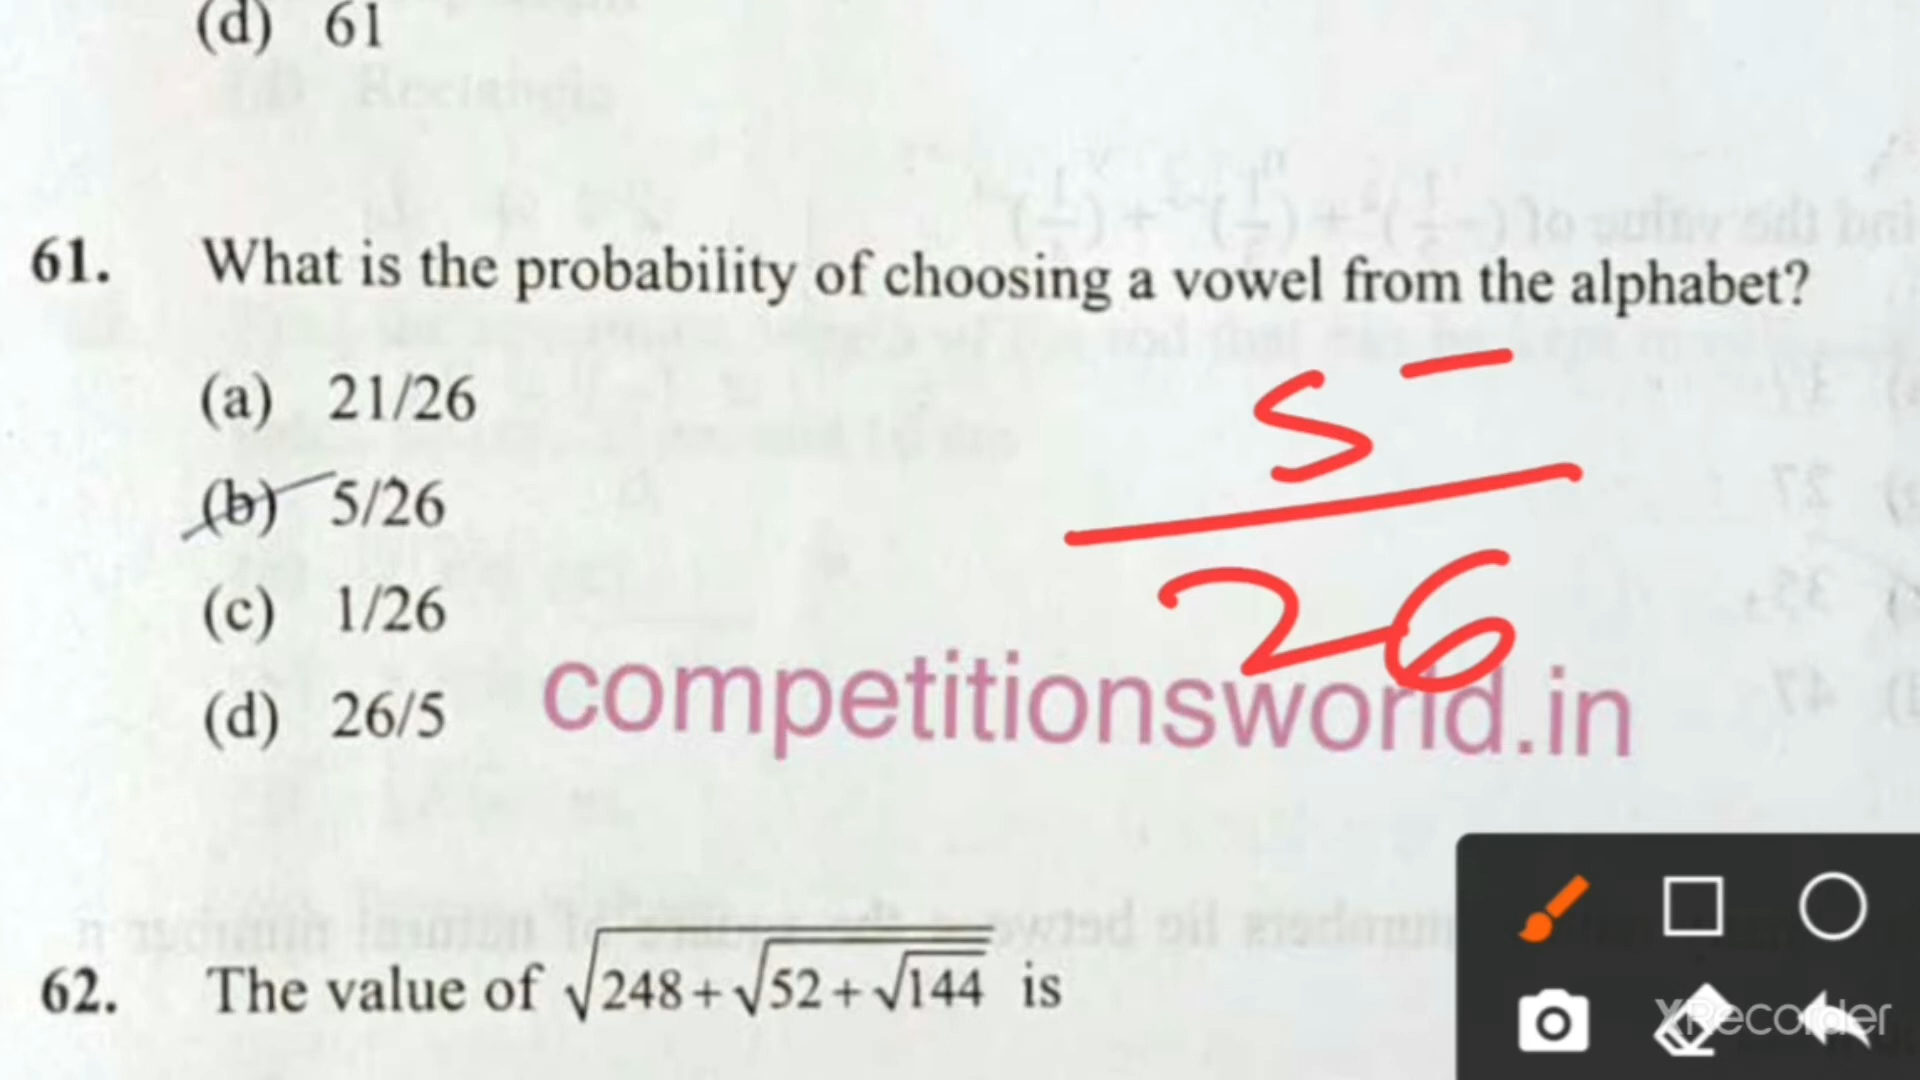 (d) 61
61. What is the probability of choosing a vowel from the alphabet?
(a) 21/26
(b) 5/26
(c) 1/26
(d) 26/5
5
26
competitionsworld.in
62. The value of √248 + √52 + √144 is
XRecorder